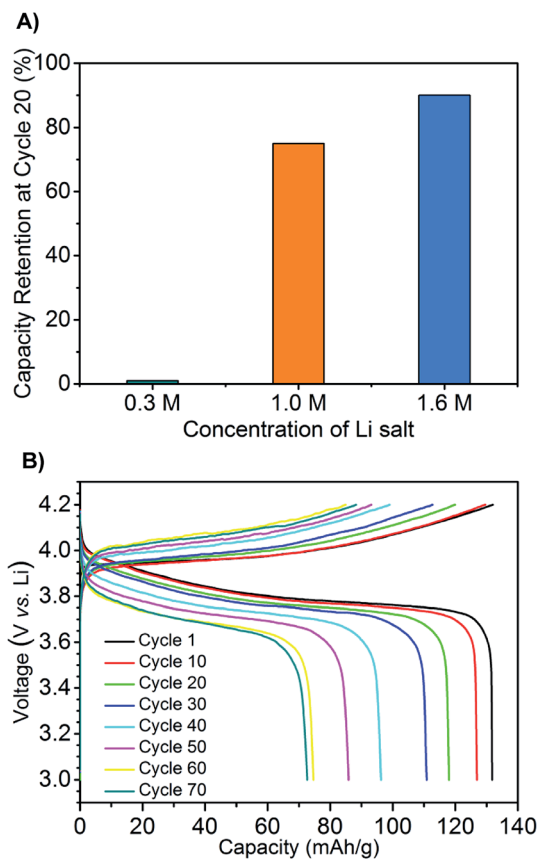 A)
Capacity Retention at Cycle 20 (%)
100
80
60
40
20
0
0.3 M 1.0 M 1.6 M
Concentration of Li salt
B)
Voltage (V vs. Li)
4.2
4.0
3.8
3.6
3.4
3.2
3.0
Cycle 1
Cycle 10
Cycle 20
Cycle 30
Cycle 40
Cycle 50
Cycle 60
Cycle 70
0 20 40 60 80 100 120 140
Capacity (mAh/g)